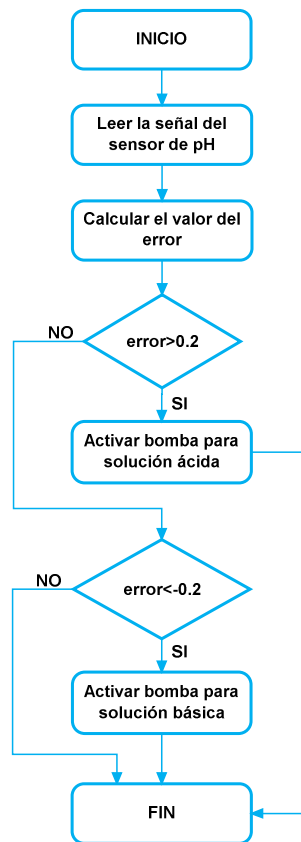 INICIO
Leer la señal del
sensor de pH
Calcular el valor del
error
error>0.2
NO
SI
Activar bomba para
solución ácida
error<-0.2
NO
SI
Activar bomba para
solución básica
FIN